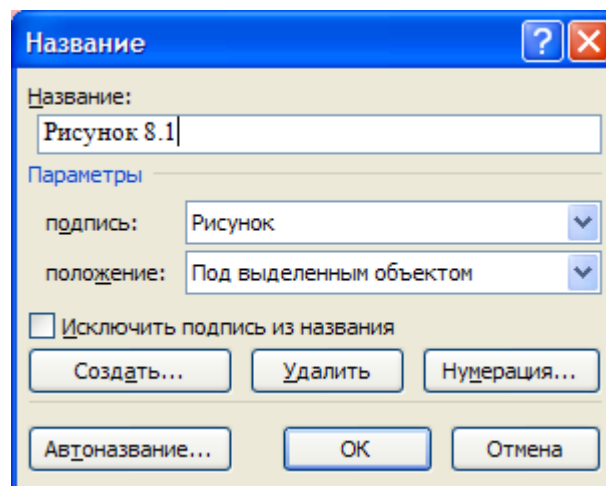 Название
Название:
Рисунок 8.1
Параметры
подпись: Рисунок
положение: Под выделенным объектом
Исключить подпись из названия
Создать... Удалить Нумерация...
Автоназвание... ОК Отмена